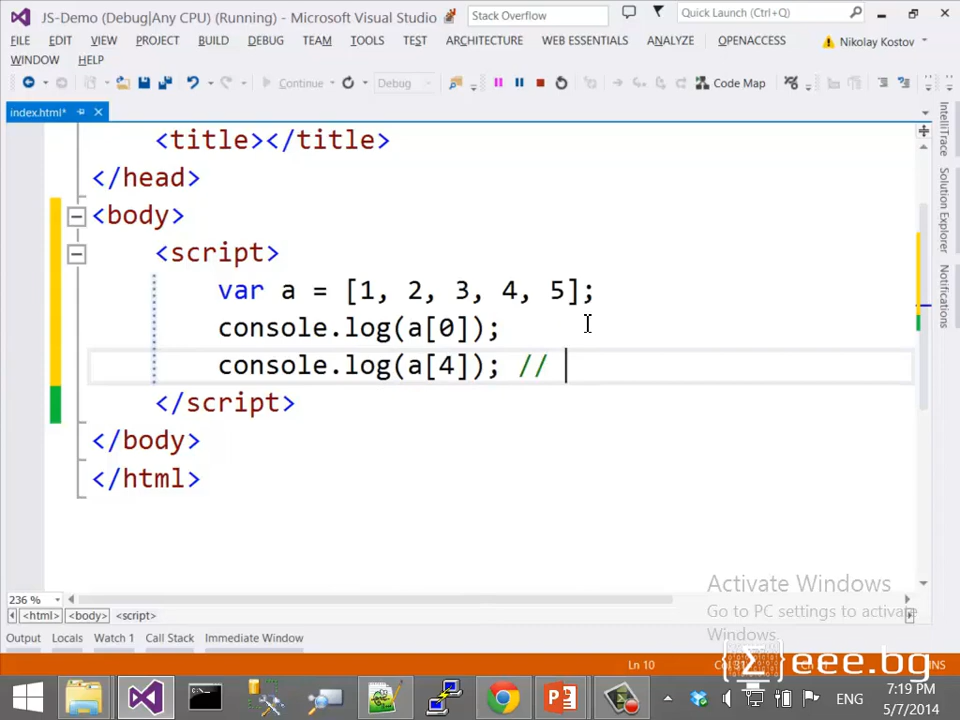 JS-Demo (Debug|Any CPU) (Running) - Microsoft Visual Studio
Stack Overflow
Quick Launch (Ctrl+Q)
FILE EDIT VIEW PROJECT BUILD DEBUG TEAM TOOLS TEST ARCHITECTURE WEB ESSENTIALS ANALYZE OPENACCESS Nikolay Kostov
WINDOW HELP
Continue Debug Code Map
index.html*
<title></title>
</head>
<body>
<script>
var a = [1, 2, 3, 4, 5];
console.log(a[0]);
console.log(a[4]); //
</script>
</body>
</html>
IntelliTrace
Solution Explorer
Notifications
Activate Windows
Go to PC settings to activate
Windows.
236 %
<html> <body> <script>
Output Locals Watch 1 Call Stack Immediate Window
Ln 10
eee.bg
ENG
7:19 PM
5/7/2014